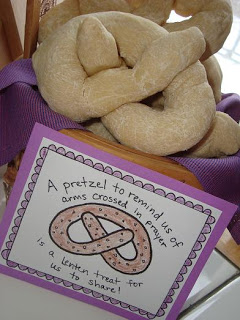 A pretzel to remind us of
arms crossed in prayer
is a lenten treat for
us to share!